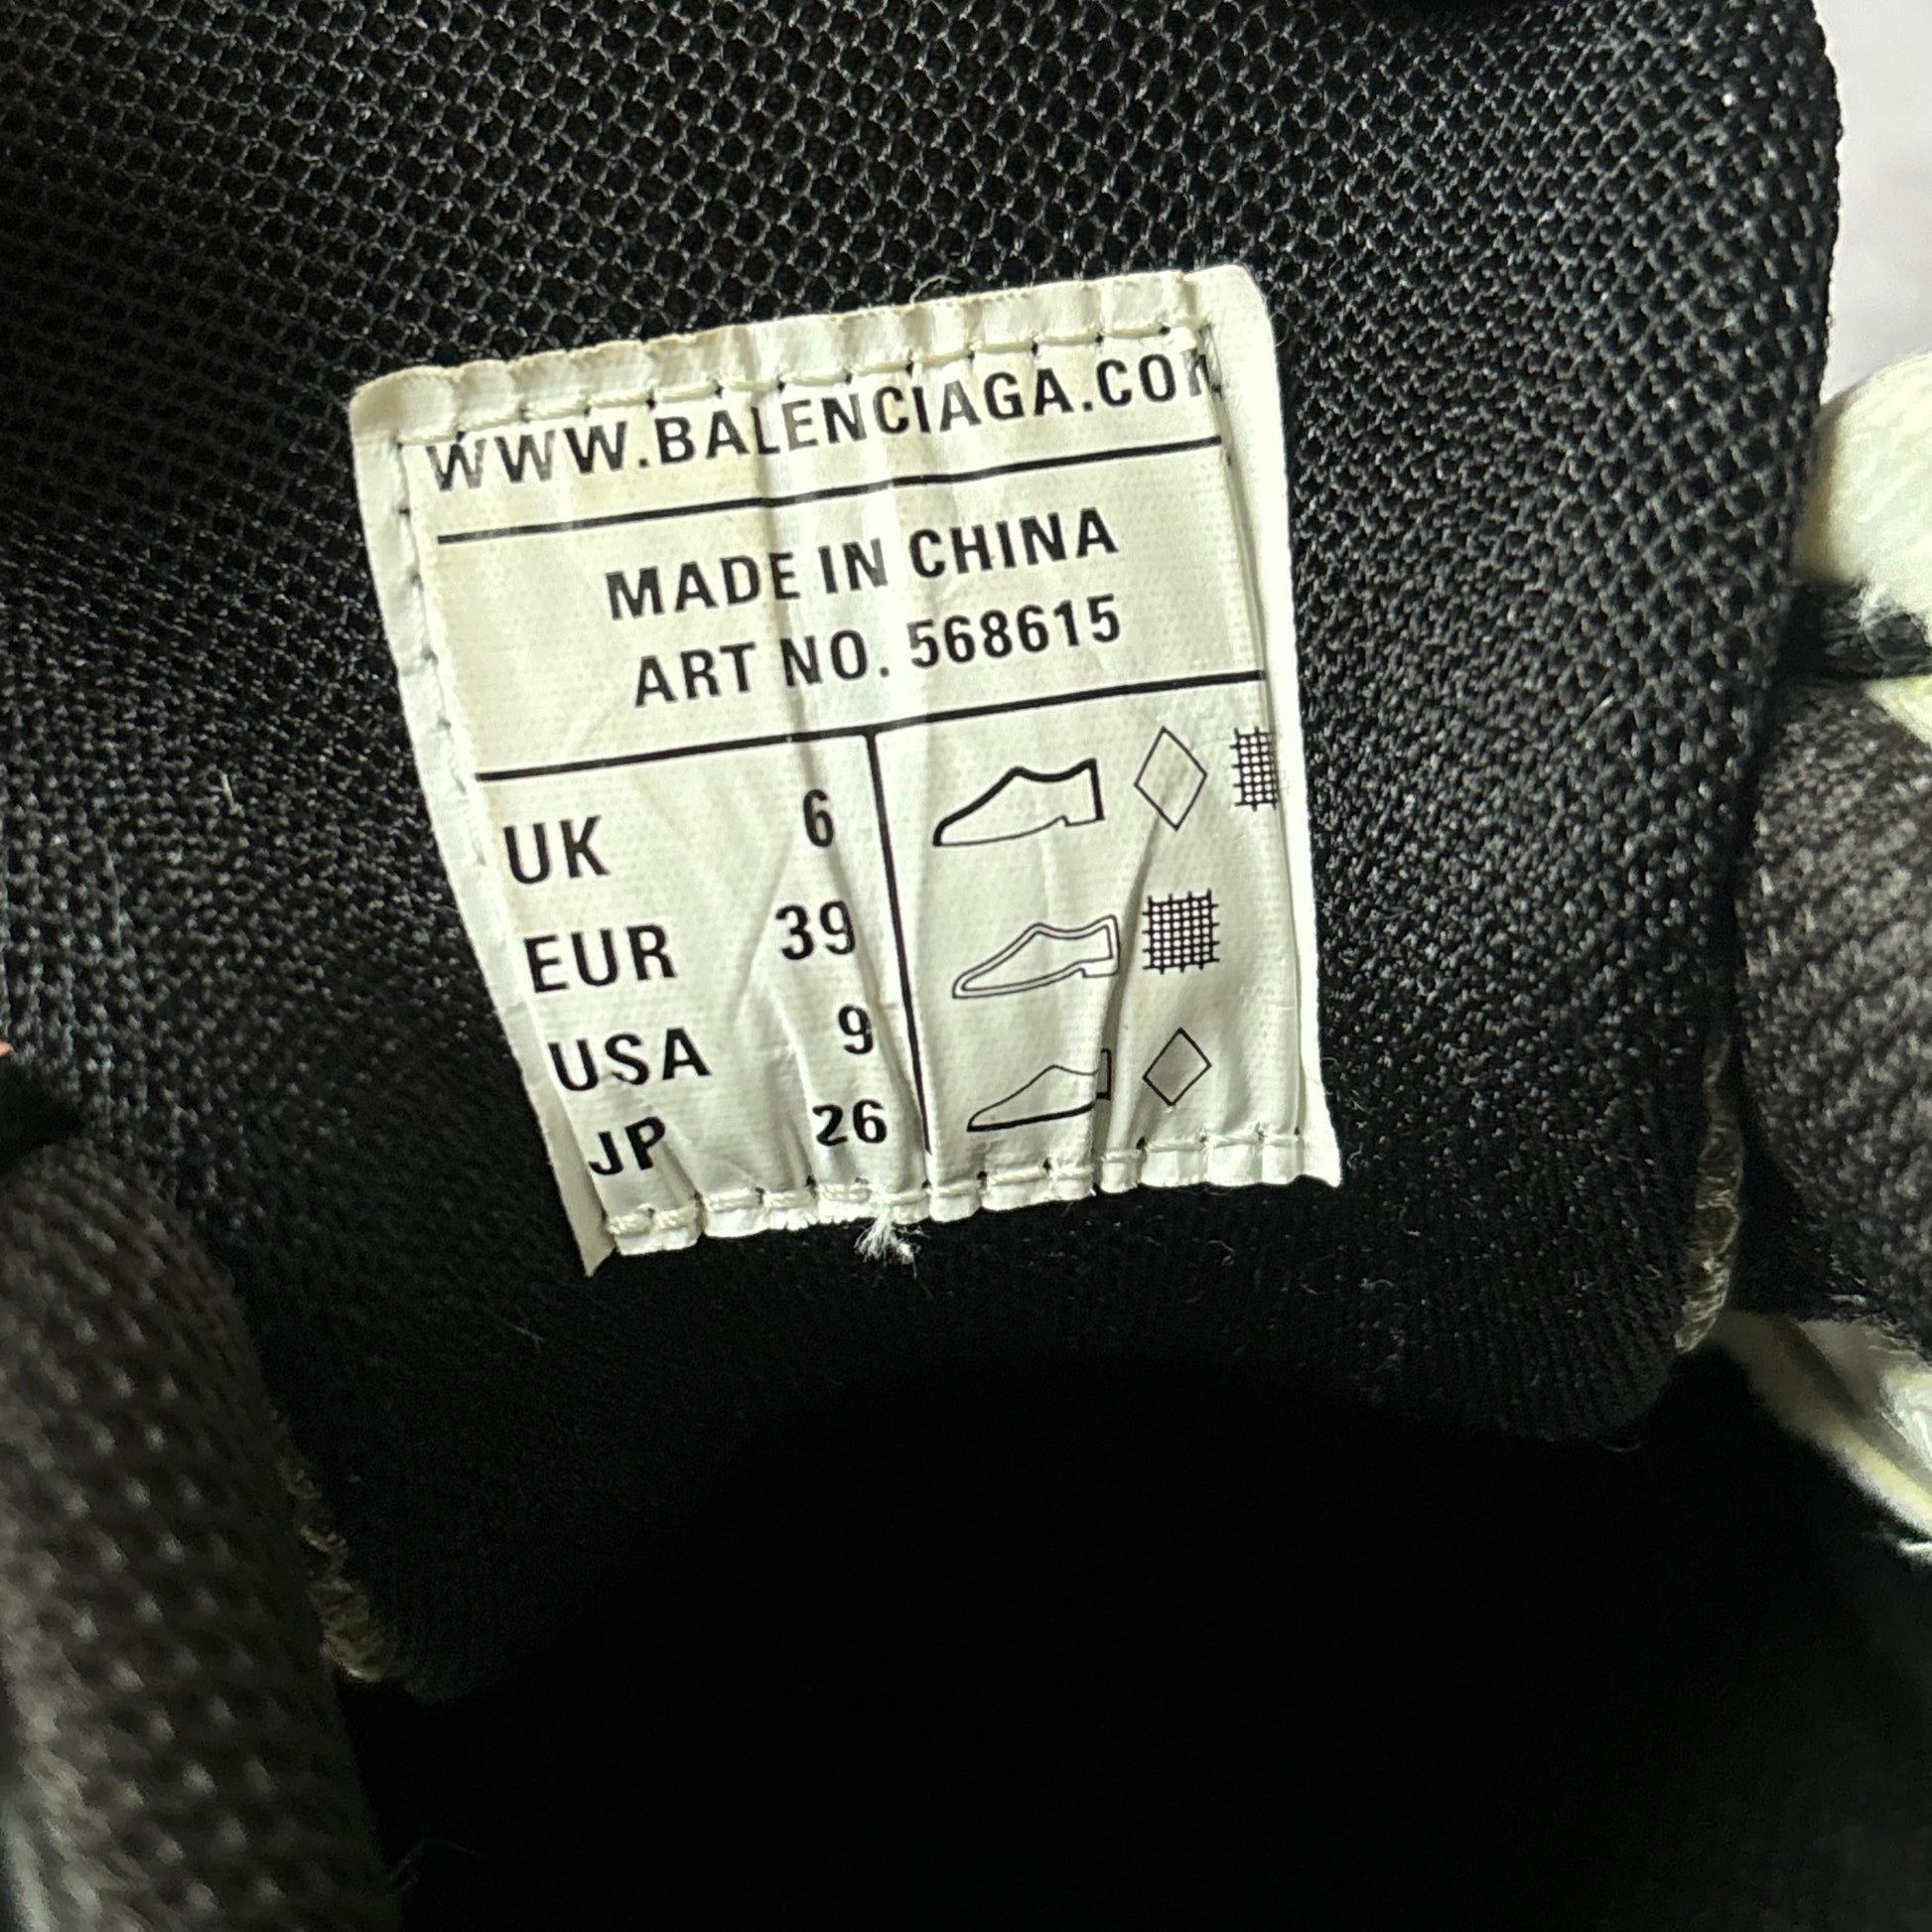 WWW.BALENCIAGA.COM
MADE IN CHINA
ART NO. 568615
UK 6
EUR 39
USA 9
JP 26